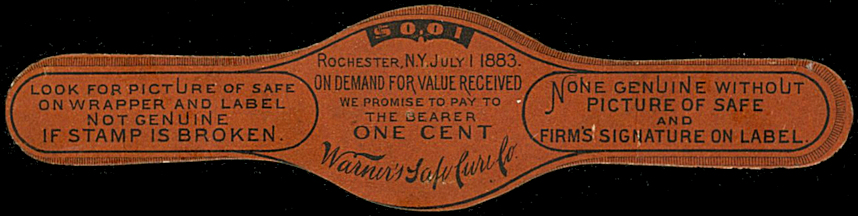 $0.01
ROCHESTER, N.Y. JULY 1 1883.
ON DEMAND FOR VALUE RECEIVED
WE PROMISE TO PAY TO
THE BEARER
ONE CENT
Warner's Safe Cure Co.
LOOK FOR PICTURE OF SAFE
ON WRAPPER AND LABEL
NOT GENUINE
IF STAMP IS BROKEN.
NONE GENUINE WITHOUT
PICTURE OF SAFE
AND
FIRM'S SIGNATURE ON LABEL.